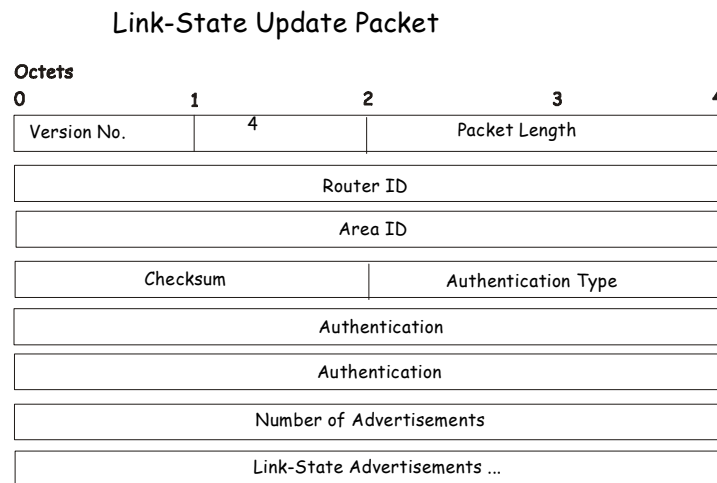 Link-State Update Packet
Octets
0 1 2 3 4
Version No. 4 Packet Length
Router ID
Area ID
Checksum Authentication Type
Authentication
Authentication
Number of Advertisements
Link-State Advertisements ...